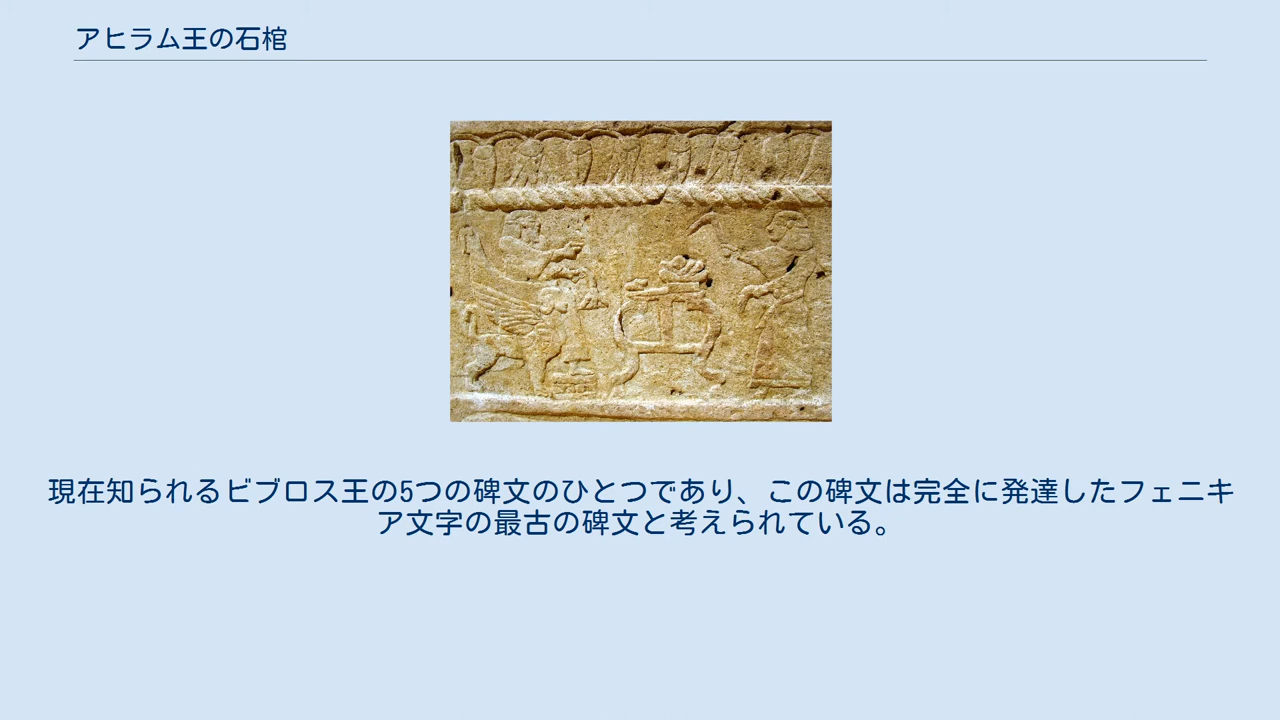 アヒラム王の石棺
現在知られるビブロス王の5つの碑文のひとつであり、この碑文は完全に発達したフェニキ
ア文字の最古の碑文と考えられている。